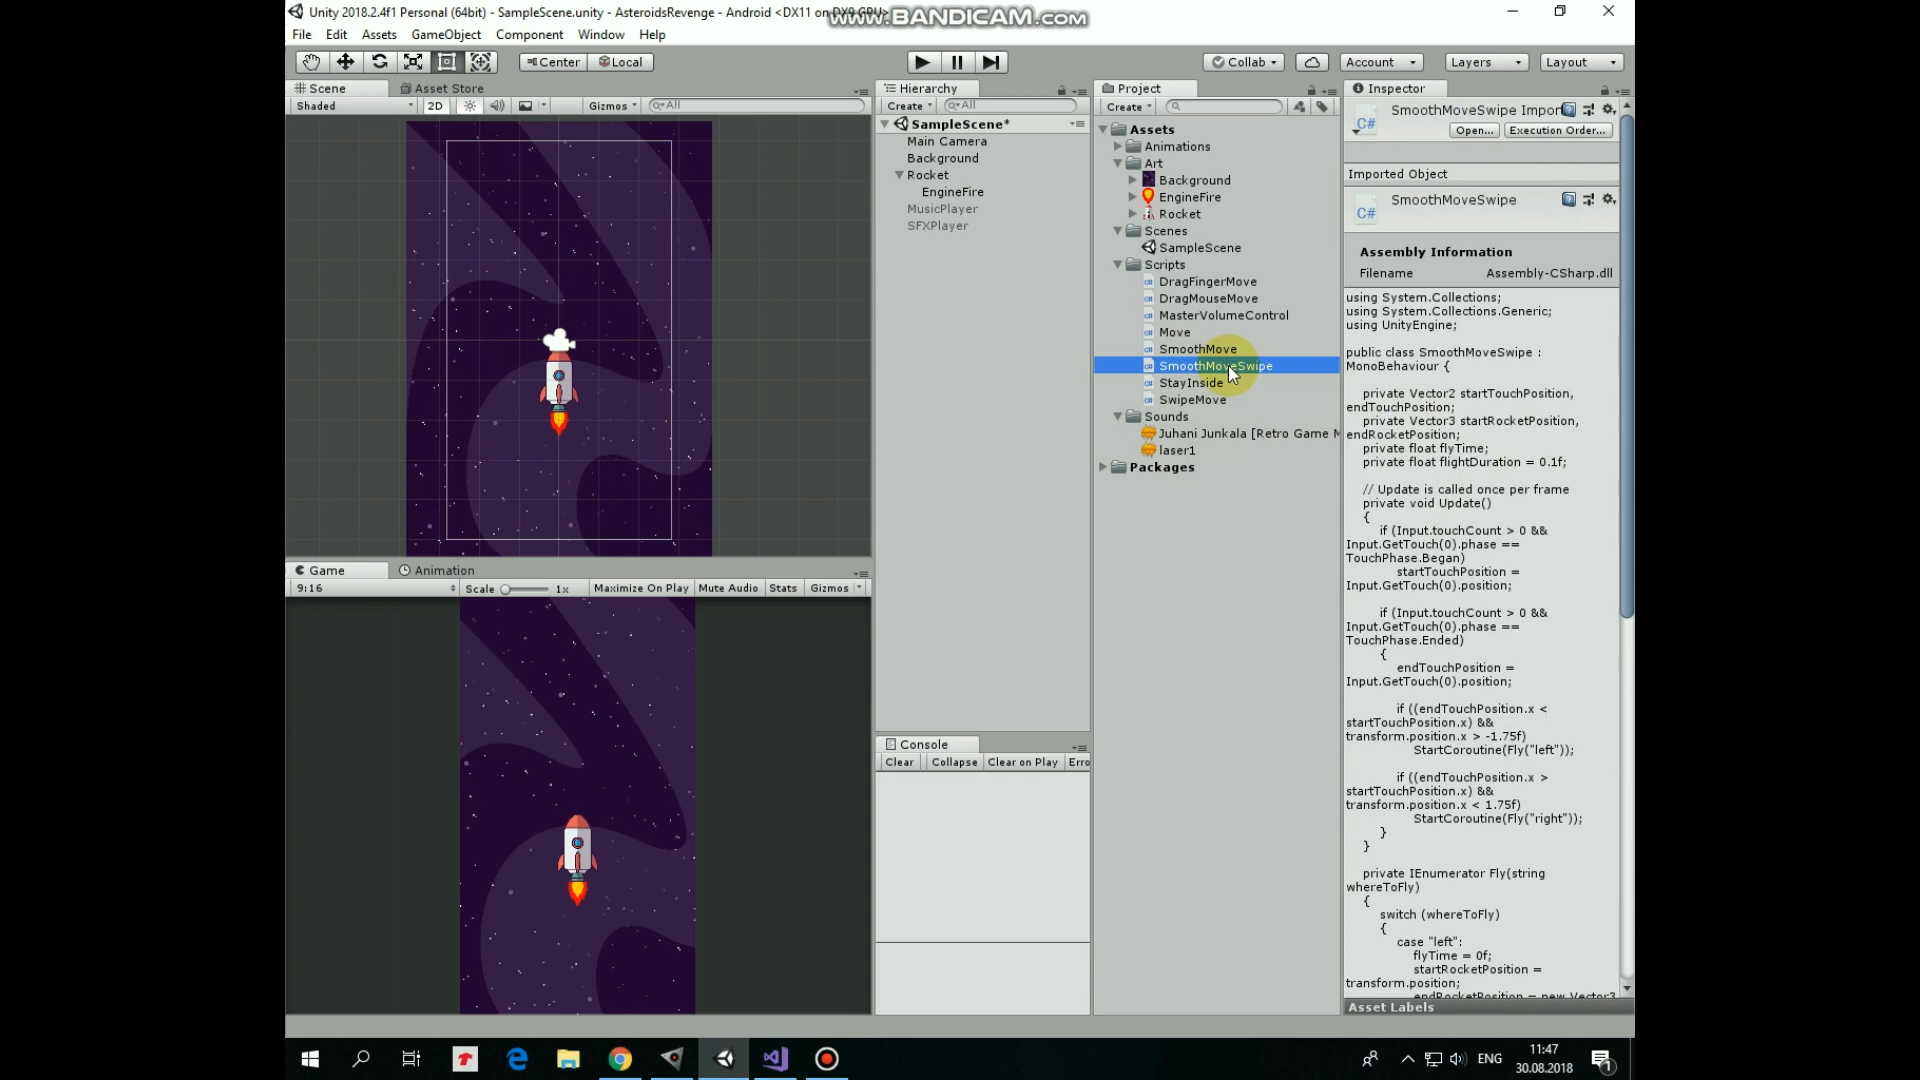 Unity 2018.2.4f1 Personal (64bit) - SampleScene.unity - AsteroidsRevenge - Android <DX11 on DX9 GPU>
www.BANDICAM.com
File Edit Assets GameObject Component Window Help
Center Local Collab Account Layers Layout
Scene Asset Store
Shaded 2D Gizmos All
Hierarchy
Create All
SampleScene*
Main Camera
Background
Rocket
EngineFire
MusicPlayer
SFXPlayer
Project
Create
Assets
Animations
Art
Background
EngineFire
Rocket
Scenes
SampleScene
Scripts
DragFingerMove
DragMouseMove
MasterVolumeControl
Move
SmoothMove
SmoothMoveSwipe
StayInside
SwipeMove
Sounds
Juhani Junkala [Retro Game M
laser1
Packages
Inspector
SmoothMoveSwipe Impor
Open... Execution Order...
Imported Object
SmoothMoveSwipe
C#
C#
Assembly Information
Filename Assembly-CSharp.dll
using System.Collections;
using System.Collections.Generic;
using UnityEngine;
public class SmoothMoveSwipe :
MonoBehaviour {
private Vector2 startTouchPosition,
endTouchPosition;
private Vector3 startRocketPosition,
endRocketPosition;
private float flyTime;
private float flightDuration = 0.1f;
// Update is called once per frame
private void Update()
{
if (Input.touchCount > 0 &&
Input.GetTouch(0).phase ==
TouchPhase.Began)
startTouchPosition =
Input.GetTouch(0).position;
if (Input.touchCount > 0 &&
Input.GetTouch(0).phase ==
TouchPhase.Ended)
{
endTouchPosition =
Input.GetTouch(0).position;
if ((endTouchPosition.x <
startTouchPosition.x) &&
transform.position.x > -1.75f)
StartCoroutine(Fly("left"));
if ((endTouchPosition.x >
startTouchPosition.x) &&
transform.position.x < 1.75f)
StartCoroutine(Fly("right"));
}
}
private IEnumerator Fly(string
whereToFly)
{
switch (whereToFly)
{
case "left":
flyTime = 0f;
startRocketPosition =
transform.position;
endRocketPosition = new Vector3
Asset Labels
Game Animation
9:16 Scale 1x Maximize On Play Mute Audio Stats Gizmos
Console
Clear Collapse Clear on Play Erro
ENG
11:47
30.08.2018
1